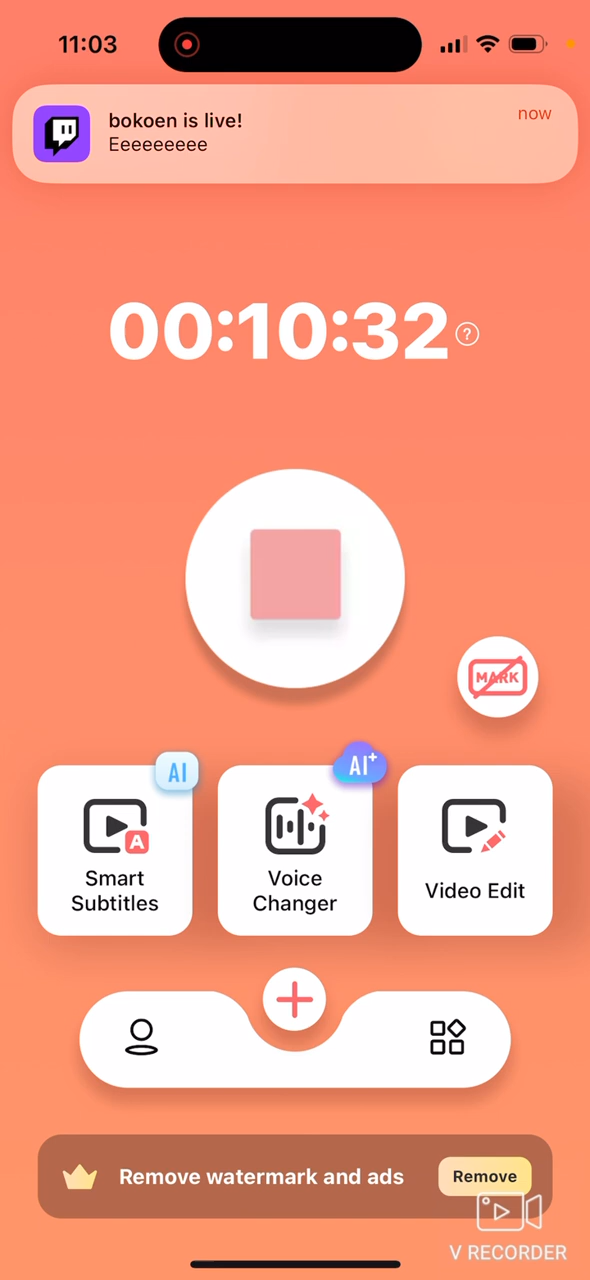 11:03
bokoen is live!
now
Eeeeeeeee
00:10:32
?
MARK
AI
AI+
A
Smart
Subtitles
Voice
Changer
Video Edit
Remove watermark and ads
Remove
V RECORDER